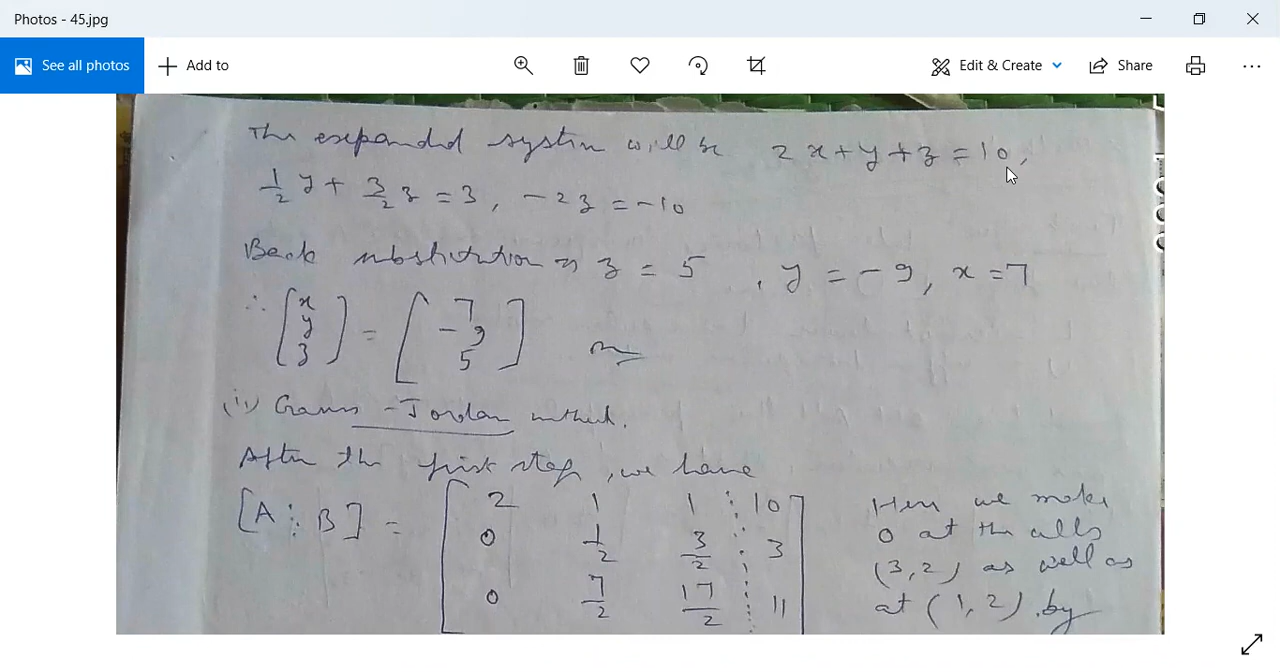 Photos - 45.jpg
See all photos
Add to
Edit & Create
Share
The expanded system will be 2x+y+z=10,
1/2 y + 3/2 z = 3, -2z = -10
Back substitution ⇒ z = 5, y = -9, x = 7
∴ [x y z] = [7 -9 5]
(ii) Gauss-Jordan method.
After the first step, we have
[A ⋮ B] =
2 1 1 ⋮ 10
0 1/2 3/2 ⋮ 3
0 7/2 17/2 ⋮ 11
Here we make
0 at the cells
(3,2) as well as
at (1,2) by